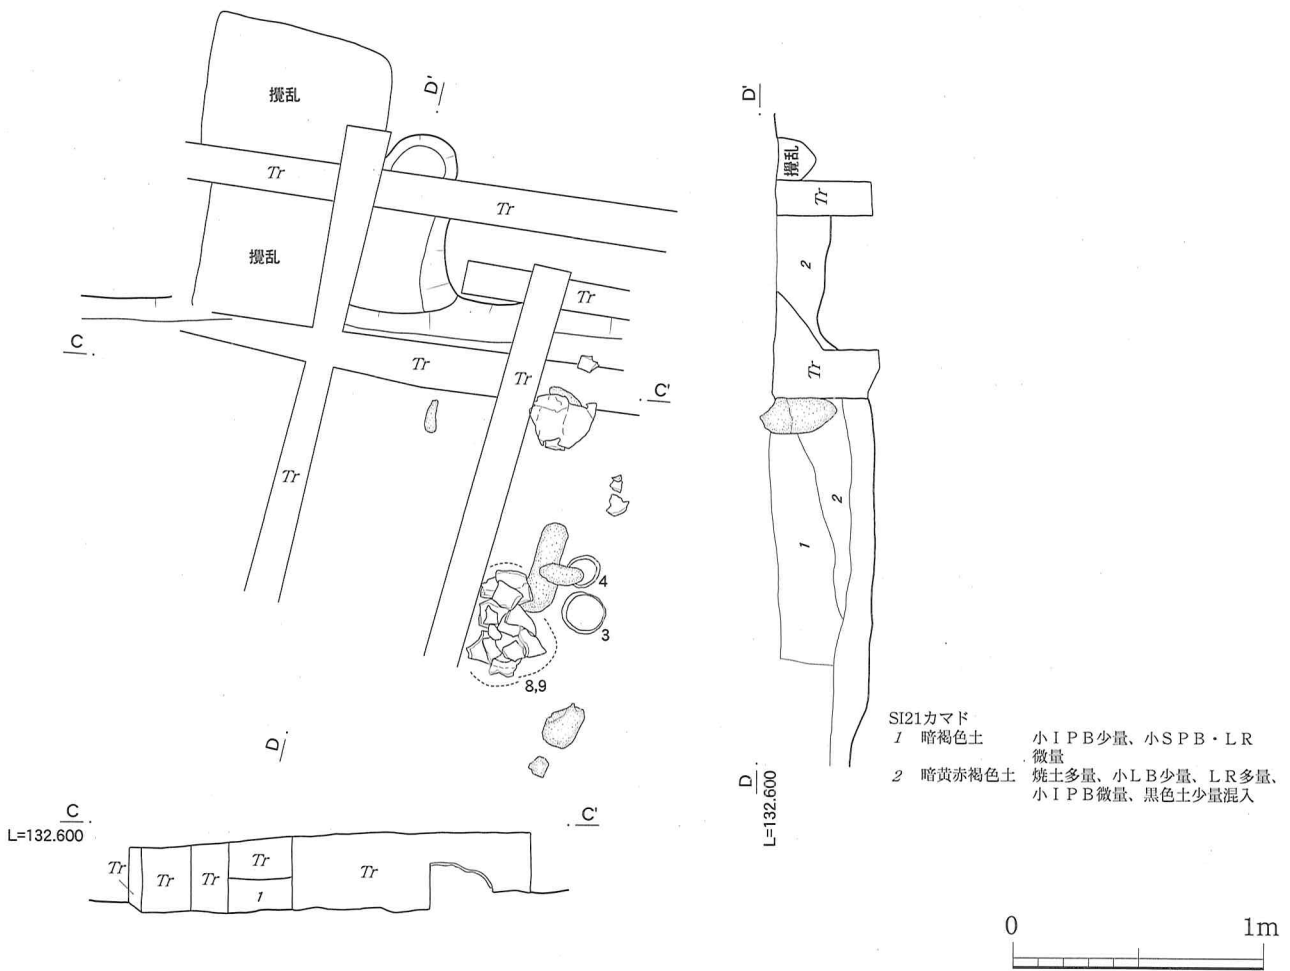 攪乱
D'
Tr
Tr
攪乱
Tr
C
Tr
Tr
C'
Tr
4
3
8,9
D
D'
攪乱
Tr
2
Tr
2
1
D
L=132.600
SI21カマド
1 暗褐色土 小ＩＰＢ少量、小ＳＰＢ・ＬＲ
微量
2 暗黄赤褐色土 焼土多量、小ＬＢ少量、ＬＲ多量、
小ＩＰＢ微量、黒色土少量混入
C
C'
L=132.600
Tr
Tr
Tr
Tr
1
Tr
0 1m